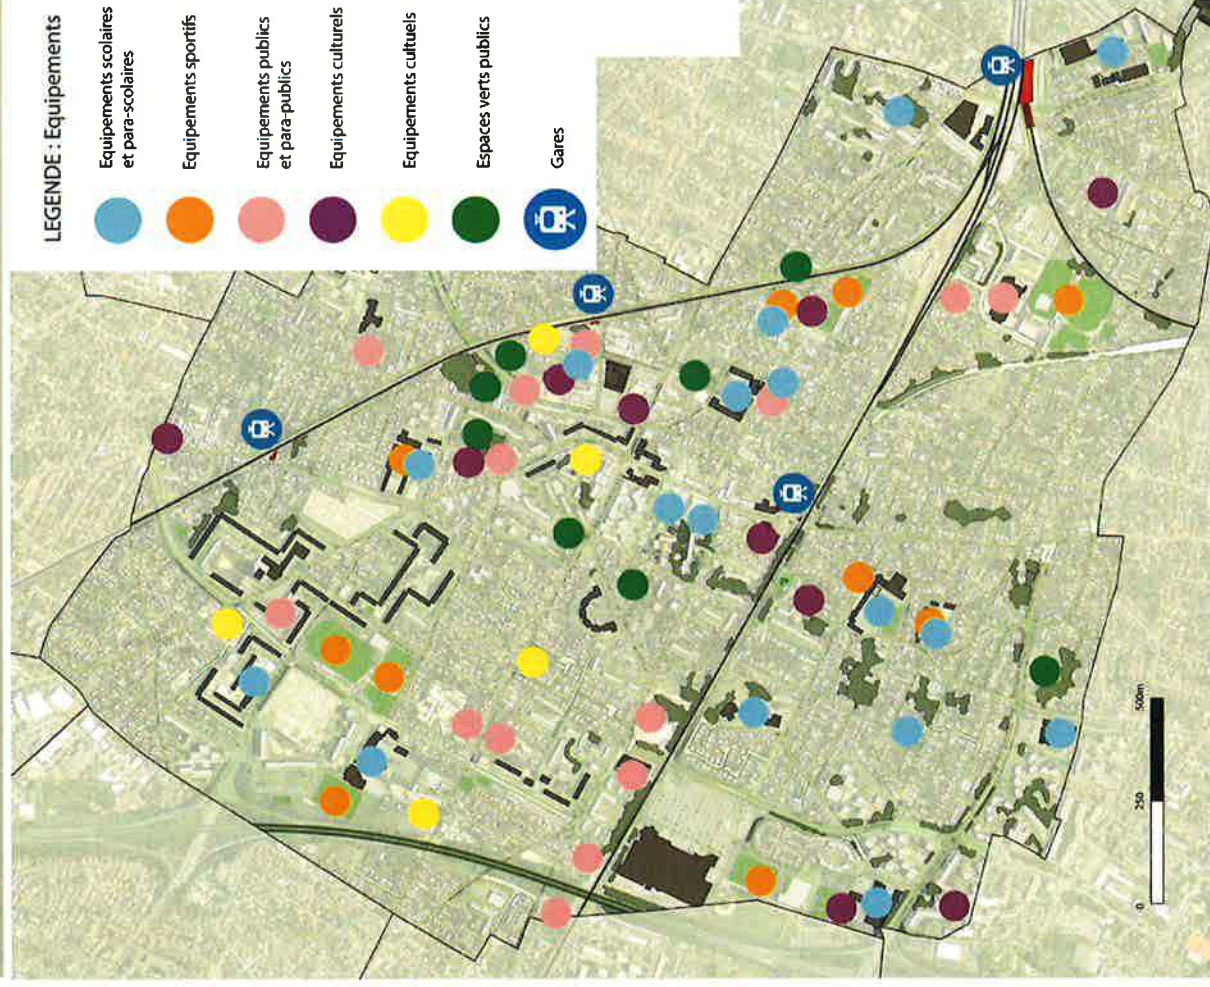 LEGENDE : Equipements
Equipements scolaires
et para-scolaires
Equipements sportifs
Equipements publics
et para-publics
Equipements culturels
Equipements cultuels
Espaces verts publics
Gares
0
250
500m